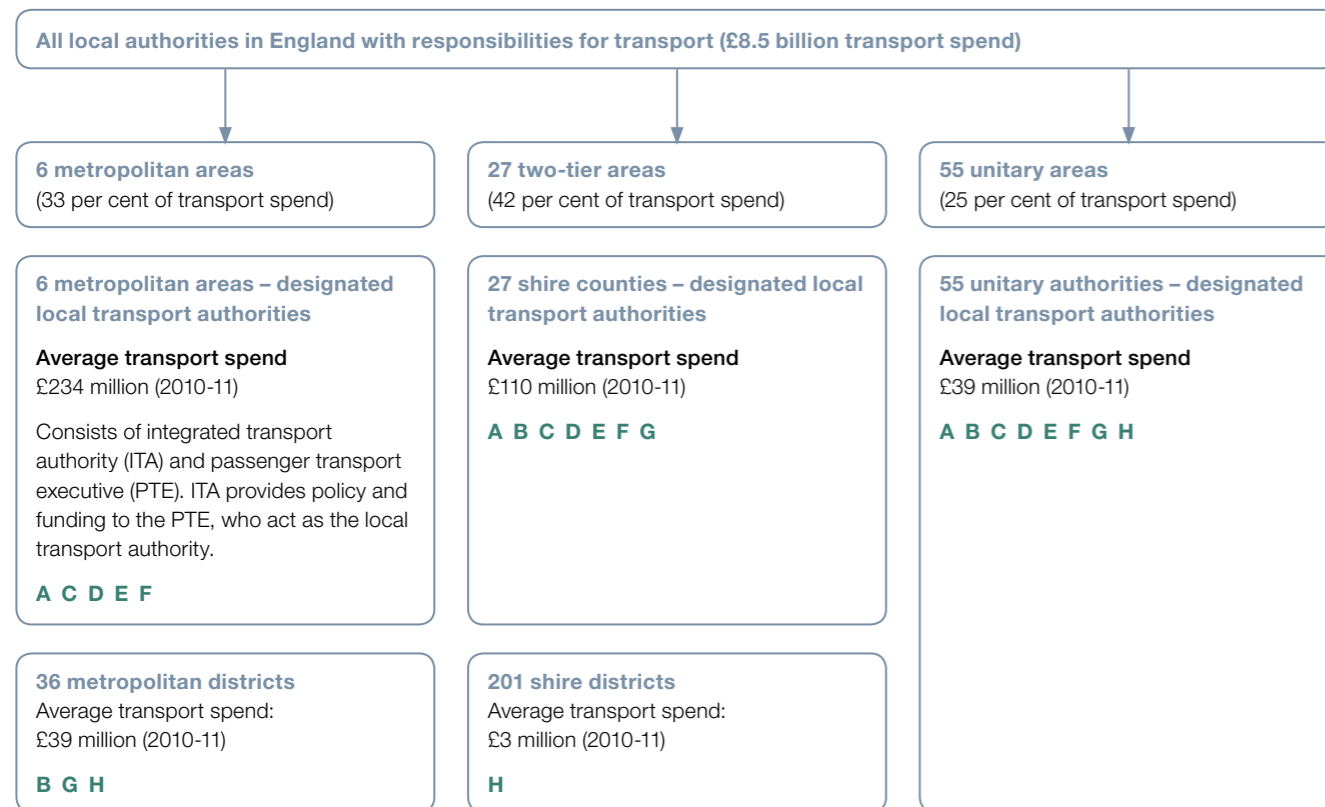 All local authorities in England with responsibilities for transport (£8.5 billion transport spend)
6 metropolitan areas
(33 per cent of transport spend)
27 two-tier areas
(42 per cent of transport spend)
55 unitary areas
(25 per cent of transport spend)
6 metropolitan areas – designated
local transport authorities
Average transport spend
£234 million (2010-11)
Consists of integrated transport
authority (ITA) and passenger transport
executive (PTE). ITA provides policy and
funding to the PTE, who act as the local
transport authority.
A C D E F
27 shire counties – designated local
transport authorities
Average transport spend
£110 million (2010-11)
A B C D E F G
55 unitary authorities – designated
local transport authorities
Average transport spend
£39 million (2010-11)
A B C D E F G H
36 metropolitan districts
Average transport spend:
£39 million (2010-11)
B G H
201 shire districts
Average transport spend:
£3 million (2010-11)
H